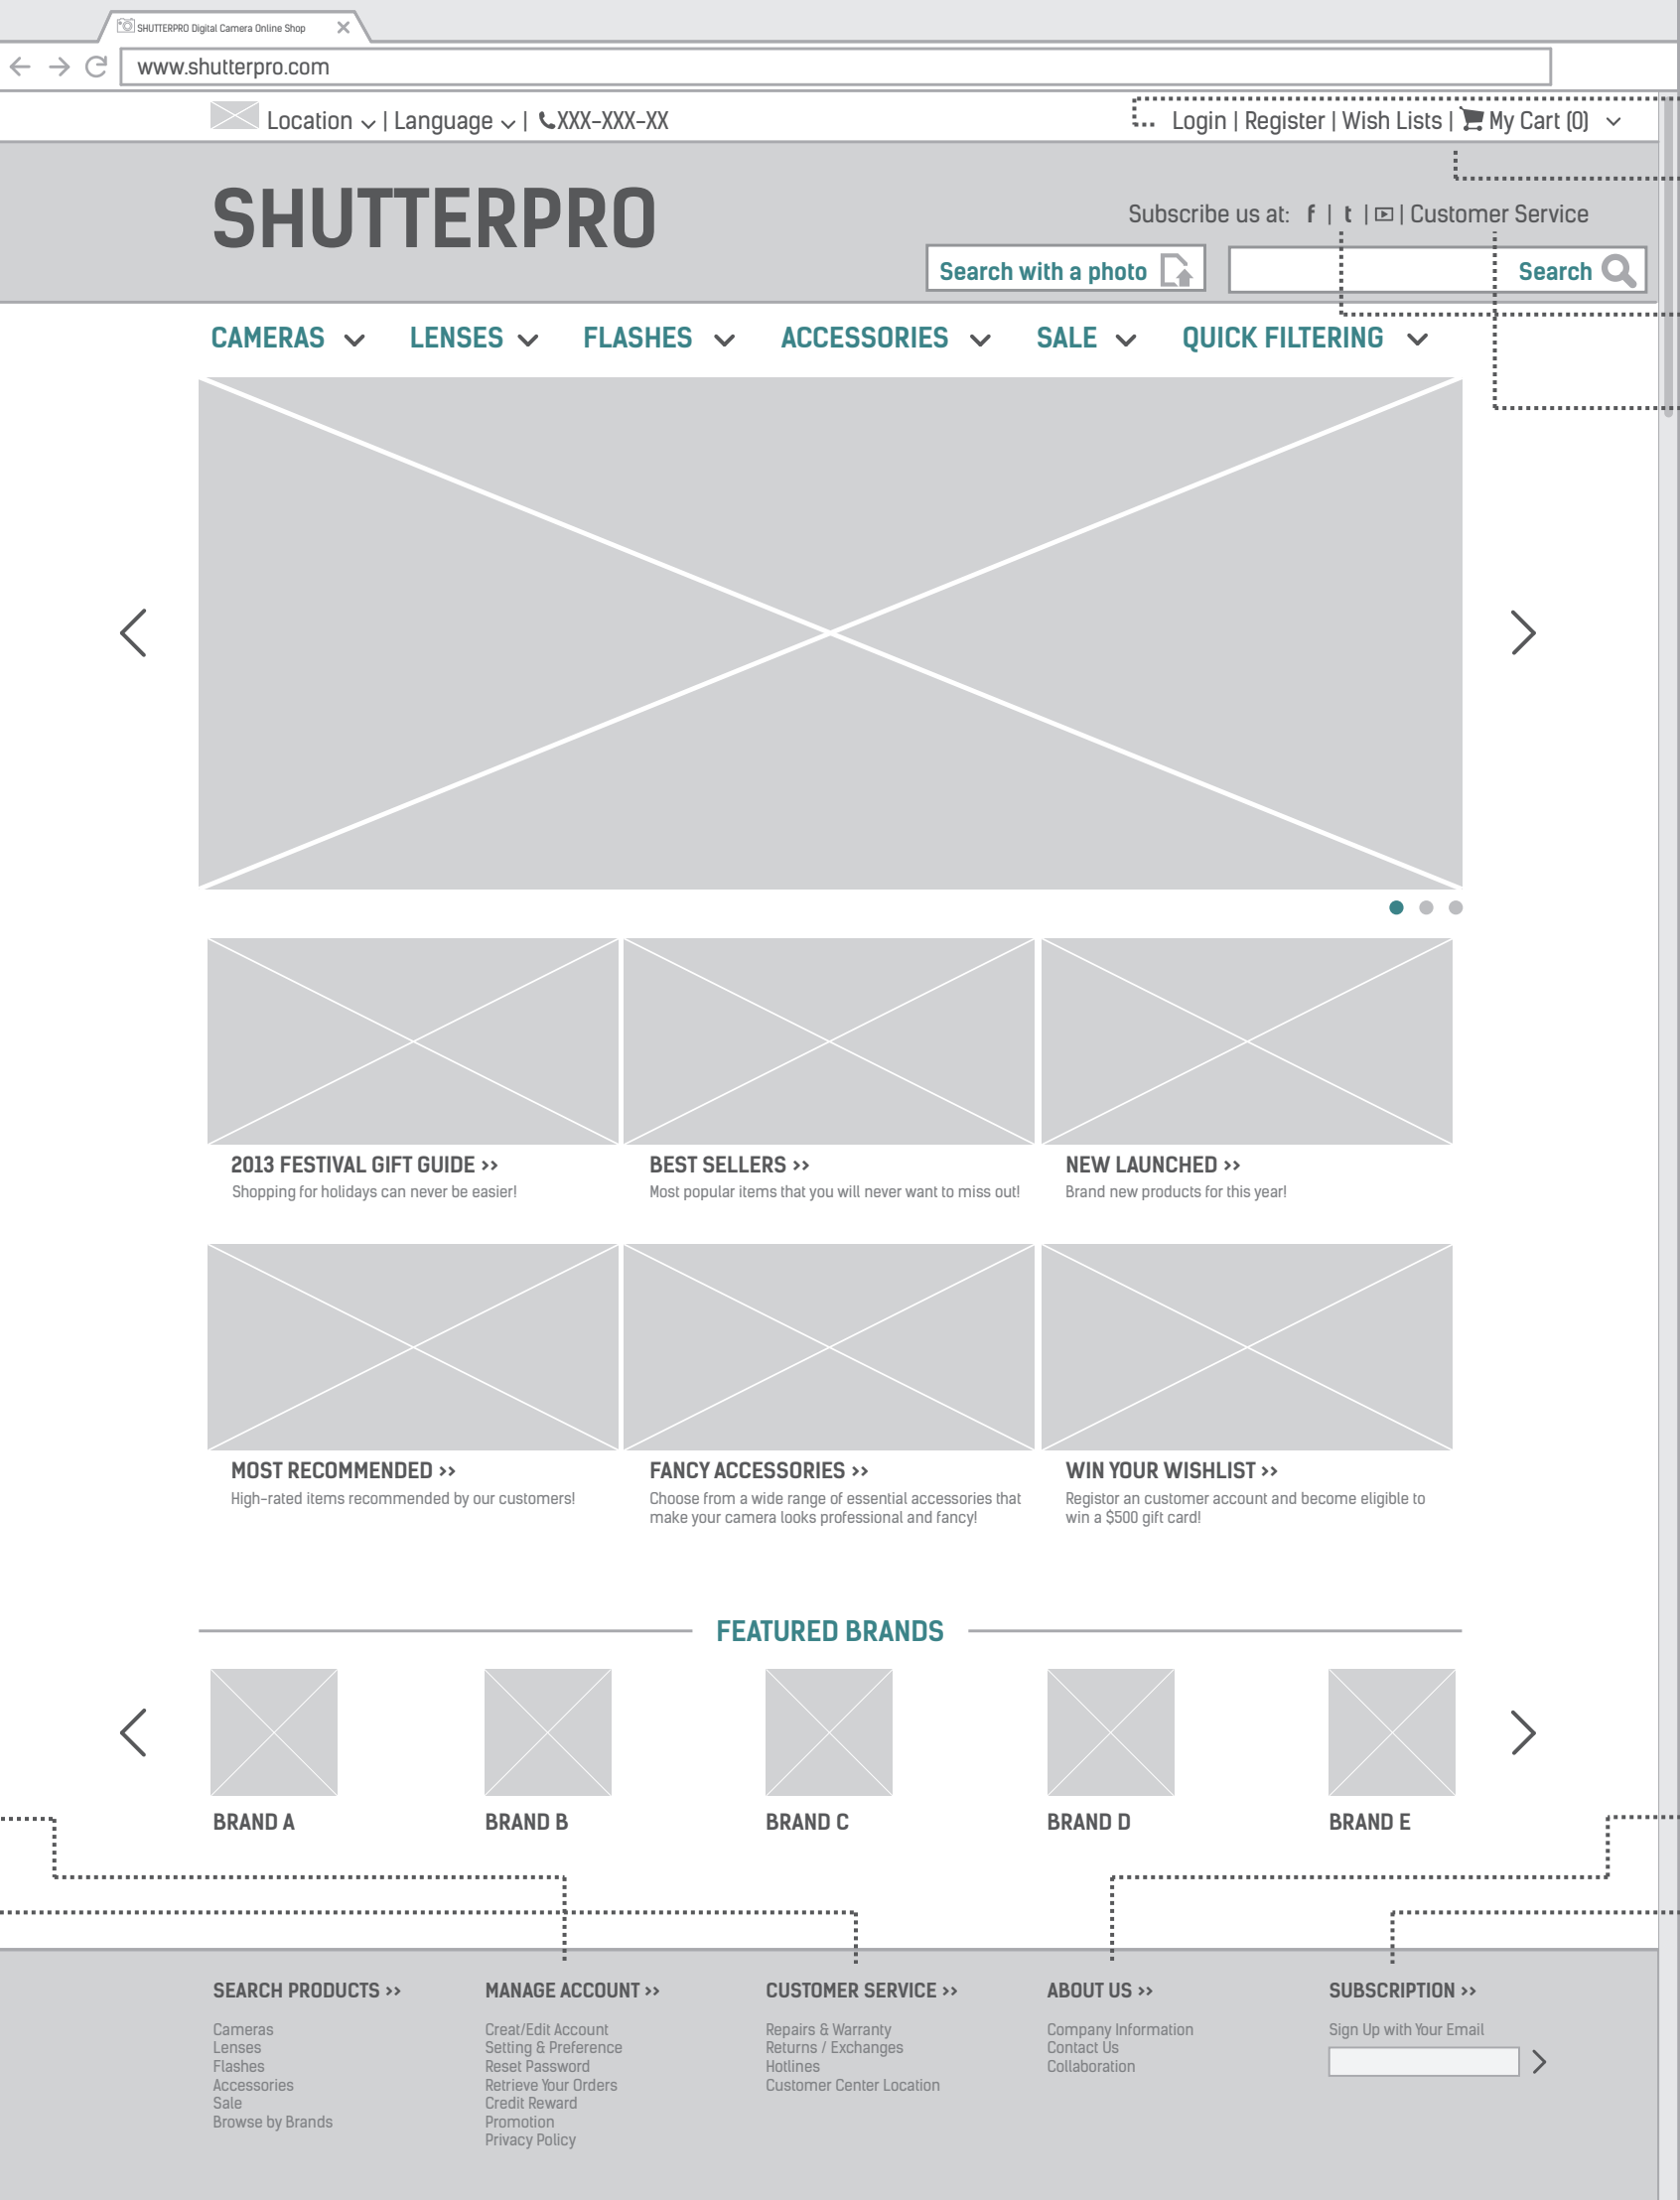 SHUTTERPRO Digital Camera Online Shop
www.shutterpro.com
Location | Language | XXX-XXX-XX
Login | Register | Wish Lists | My Cart (0)
SHUTTERPRO
Subscribe us at: f | t | | Customer Service
Search with a photo
Search
CAMERAS LENSES FLASHES ACCESSORIES SALE QUICK FILTERING
2013 FESTIVAL GIFT GUIDE >>
Shopping for holidays can never be easier!
BEST SELLERS >>
Most popular items that you will never want to miss out!
NEW LAUNCHED >>
Brand new products for this year!
MOST RECOMMENDED >>
High-rated items recommended by our customers!
FANCY ACCESSORIES >>
Choose from a wide range of essential accessories that
make your camera looks professional and fancy!
WIN YOUR WISHLIST >>
Registor an customer account and become eligible to
win a $500 gift card!
FEATURED BRANDS
BRAND A
BRAND B
BRAND C
BRAND D
BRAND E
SEARCH PRODUCTS >>
Cameras
Lenses
Flashes
Accessories
Sale
Browse by Brands
MANAGE ACCOUNT >>
Creat/Edit Account
Setting & Preference
Reset Password
Retrieve Your Orders
Credit Reward
Promotion
Privacy Policy
CUSTOMER SERVICE >>
Repairs & Warranty
Returns / Exchanges
Hotlines
Customer Center Location
ABOUT US >>
Company Information
Contact Us
Collaboration
SUBSCRIPTION >>
Sign Up with Your Email